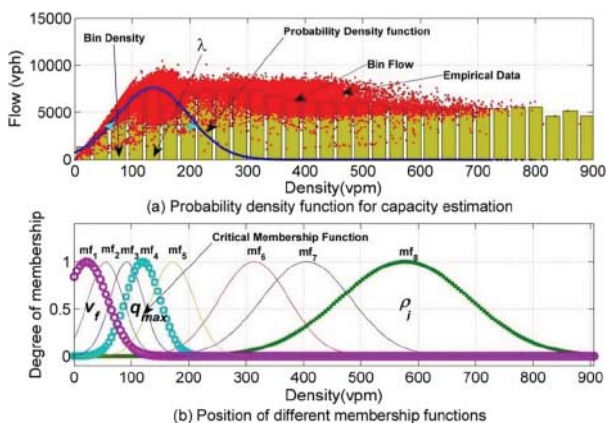 Bin Density
λ
Probability Density function
Bin Flow
Empirical Data
15000
10000
5000
0
Flow (vph)
0 100 200 300 400 500 600 700 800 900
Density(vpm)
(a) Probability density function for capacity estimation
Critical Membership Function
mf1 mf2 mf3 mf4 mf5 mf6 mf7 mf8
1
0.5
0
Degree of membership
vf qmax ρi
0 100 200 300 400 500 600 700 800 900
Density(vpm)
(b) Position of different membership functions